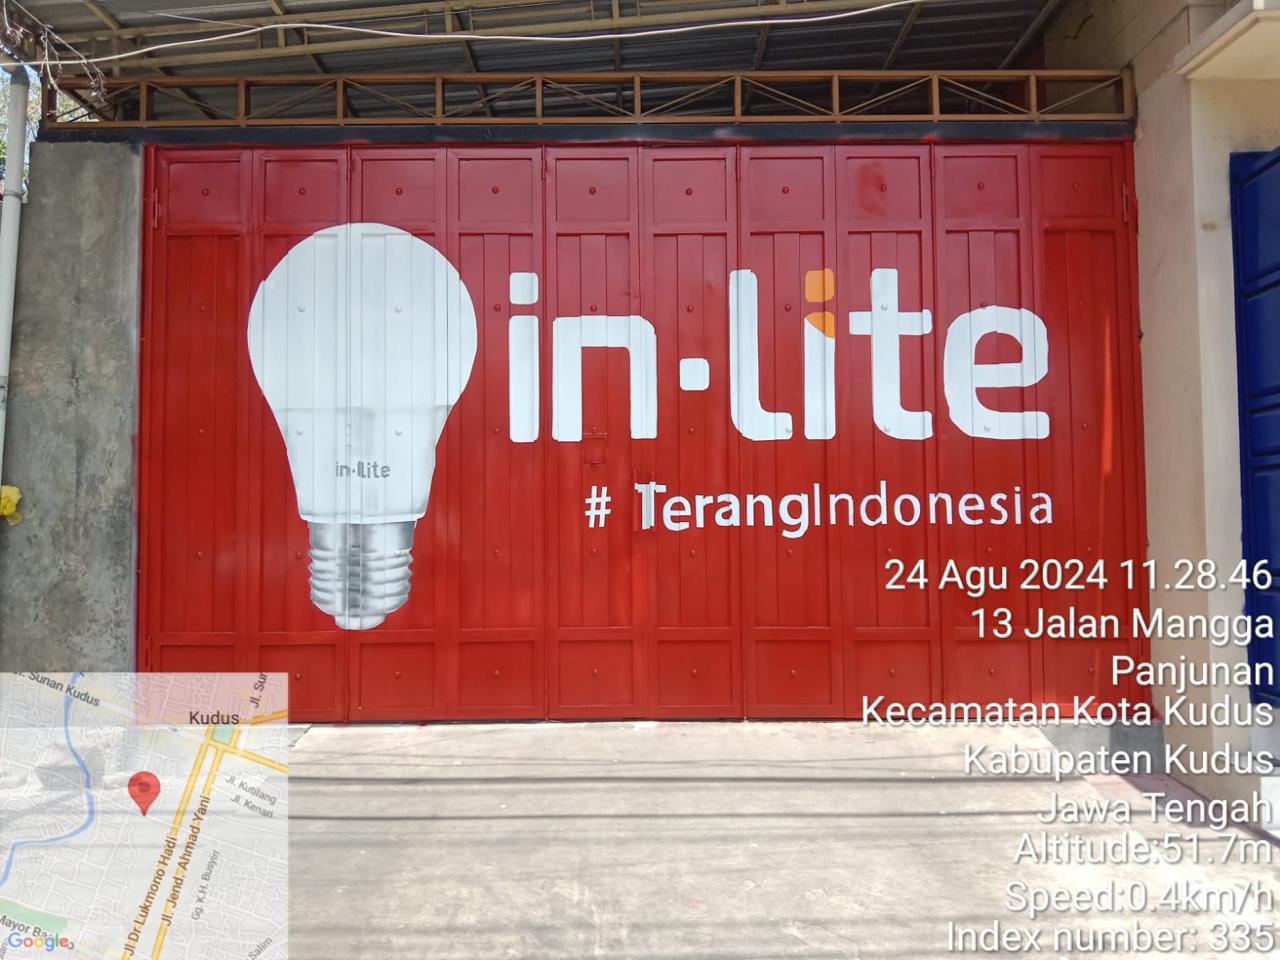 in·lite
in·lite
# TerangIndonesia
24 Agu 2024 11.28.46
13 Jalan Mangga
Panjunan
Kecamatan Kota Kudus
Kabupaten Kudus
Jawa Tengah
Altitude:51.7m
Speed:0.4km/h
Index number: 335
Sunan Kudus
Jl. Sun
Kudus
Jl. Kutilang
Jl. Kenari
Jl. Jend. Ahmad Yani
Jl Dr Lukmono Hadi
Gg. K.H. Busyiri
Mayor Ba
Salim
Google